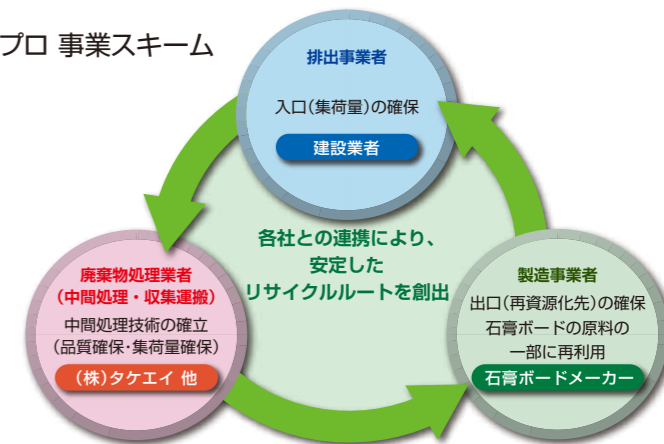 プロ 事業スキーム
排出事業者
入口(集荷量)の確保
建設業者
各社との連携により、
安定した
リサイクルルートを創出
廃棄物処理業者
(中間処理・収集運搬)
中間処理技術の確立
(品質確保・集荷量確保)
(株)タケエイ 他
製造事業者
出口(再資源化先)の確保
石膏ボードの原料の
一部に再利用
石膏ボードメーカー